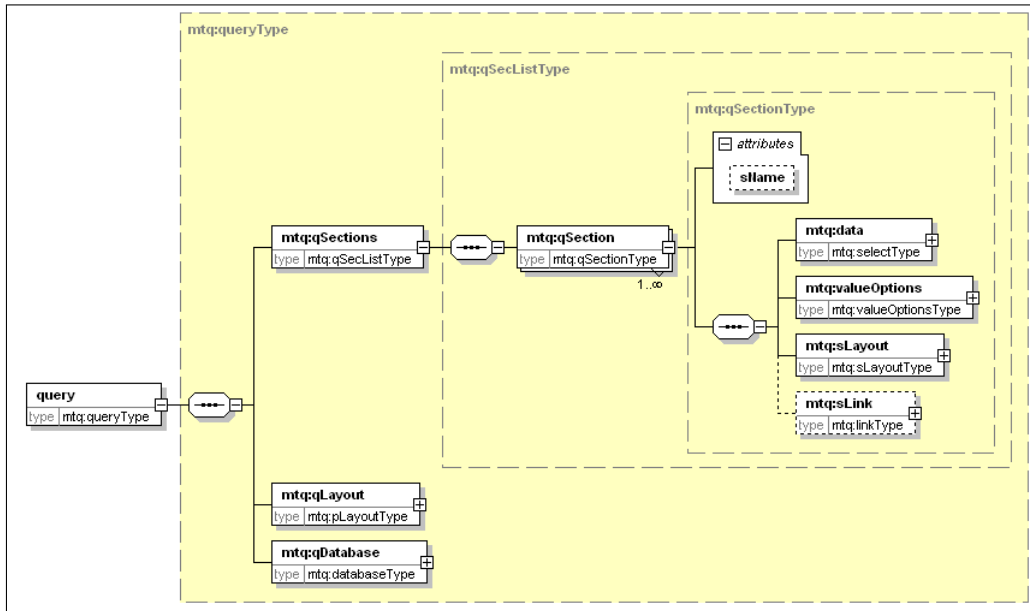 mtq:queryType
mtq:qSecListType
mtq:qSectionType
attributes
sName
mtq:qSections
type mtq:qSecListType
mtq:qSection
type mtq:qSectionType
1..∞
mtq:data
type mtq:selectType
mtq:valueOptions
type mtq:valueOptionsType
mtq:sLayout
type mtq:sLayoutType
mtq:sLink
type mtq:linkType
query
type mtq:queryType
mtq:qLayout
type mtq:pLayoutType
mtq:qDatabase
type mtq:databaseType